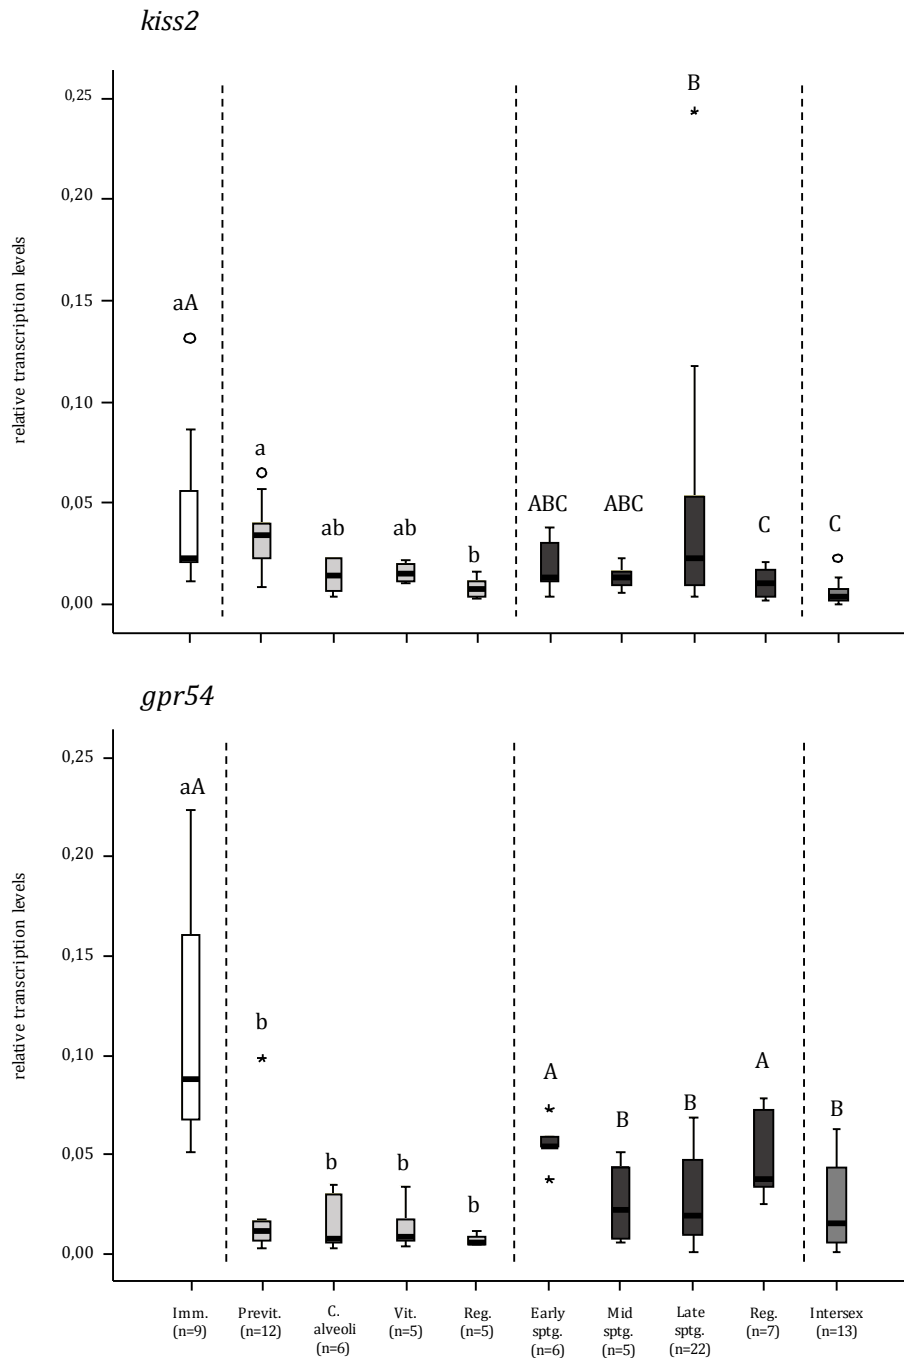 kiss2
0,25
B
0,20
aA
0,15
relative transcription levels
0,10
a
ABC
ABC
0,05
ab
ab
C
C
b
0,00
gpr54
0,25
aA
0,20
0,15
relative transcription levels
b
0,10
A
A
B
B
B
0,05
b
b
b
0,00
Imm.
(n=9)
Previt.
(n=12)
C.
alveoli
(n=6)
Vit.
(n=5)
Reg.
(n=5)
Early
sptg.
(n=6)
Mid
sptg.
(n=5)
Late
sptg.
(n=22)
Reg.
(n=7)
Intersex
(n=13)